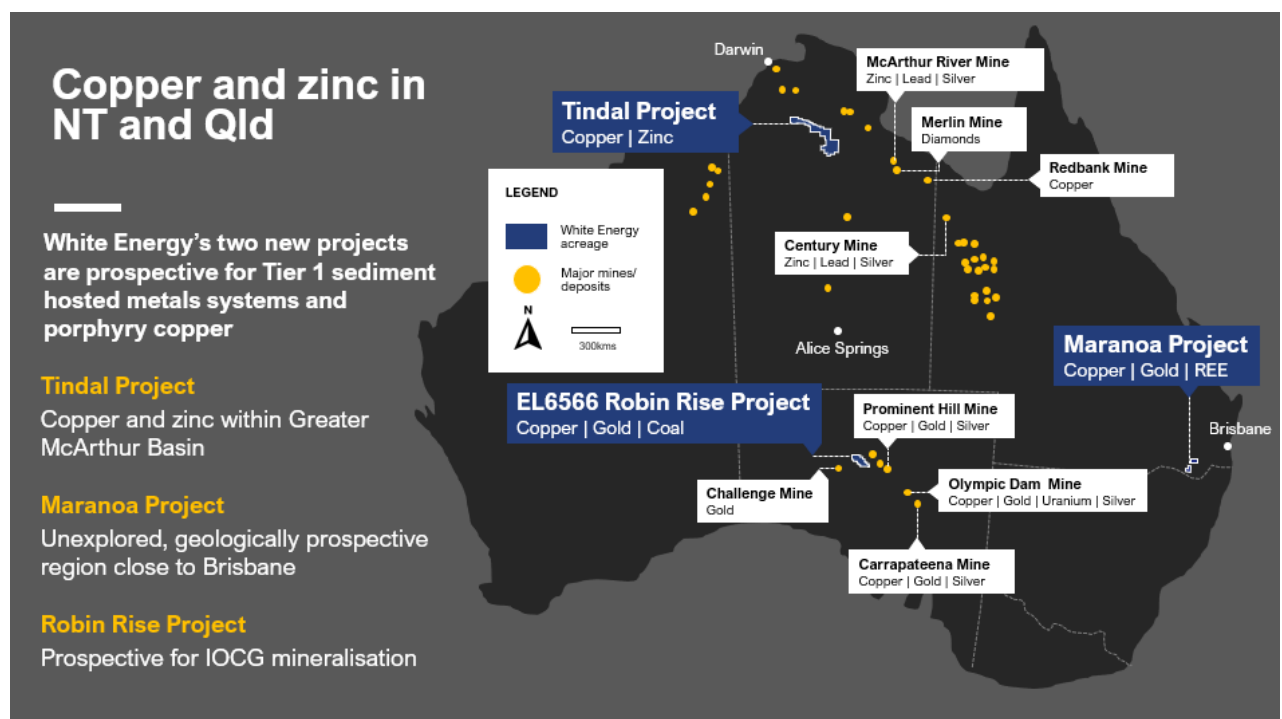 Copper and zinc in
NT and Qld
White Energy's two new projects
are prospective for Tier 1 sediment
hosted metals systems and
porphyry copper
Tindal Project
Copper and zinc within Greater
McArthur Basin
Maranoa Project
Unexplored, geologically prospective
region close to Brisbane
Robin Rise Project
Prospective for IOCG mineralisation
Darwin
Tindal Project
Copper | Zinc
McArthur River Mine
Zinc | Lead | Silver
Merlin Mine
Diamonds
Redbank Mine
Copper
LEGEND
White Energy
acreage
Major mines/
deposits
N
300kms
Century Mine
Zinc | Lead | Silver
Alice Springs
Maranoa Project
Copper | Gold | REE
Brisbane
EL6566 Robin Rise Project
Copper | Gold | Coal
Prominent Hill Mine
Copper | Gold | Silver
Challenge Mine
Gold
Olympic Dam  Mine
Copper | Gold | Uranium | Silver
Carrapateena Mine
Copper | Gold | Silver